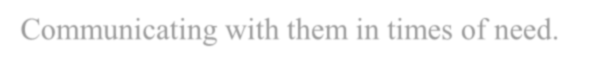 Communicating with them in times of need.